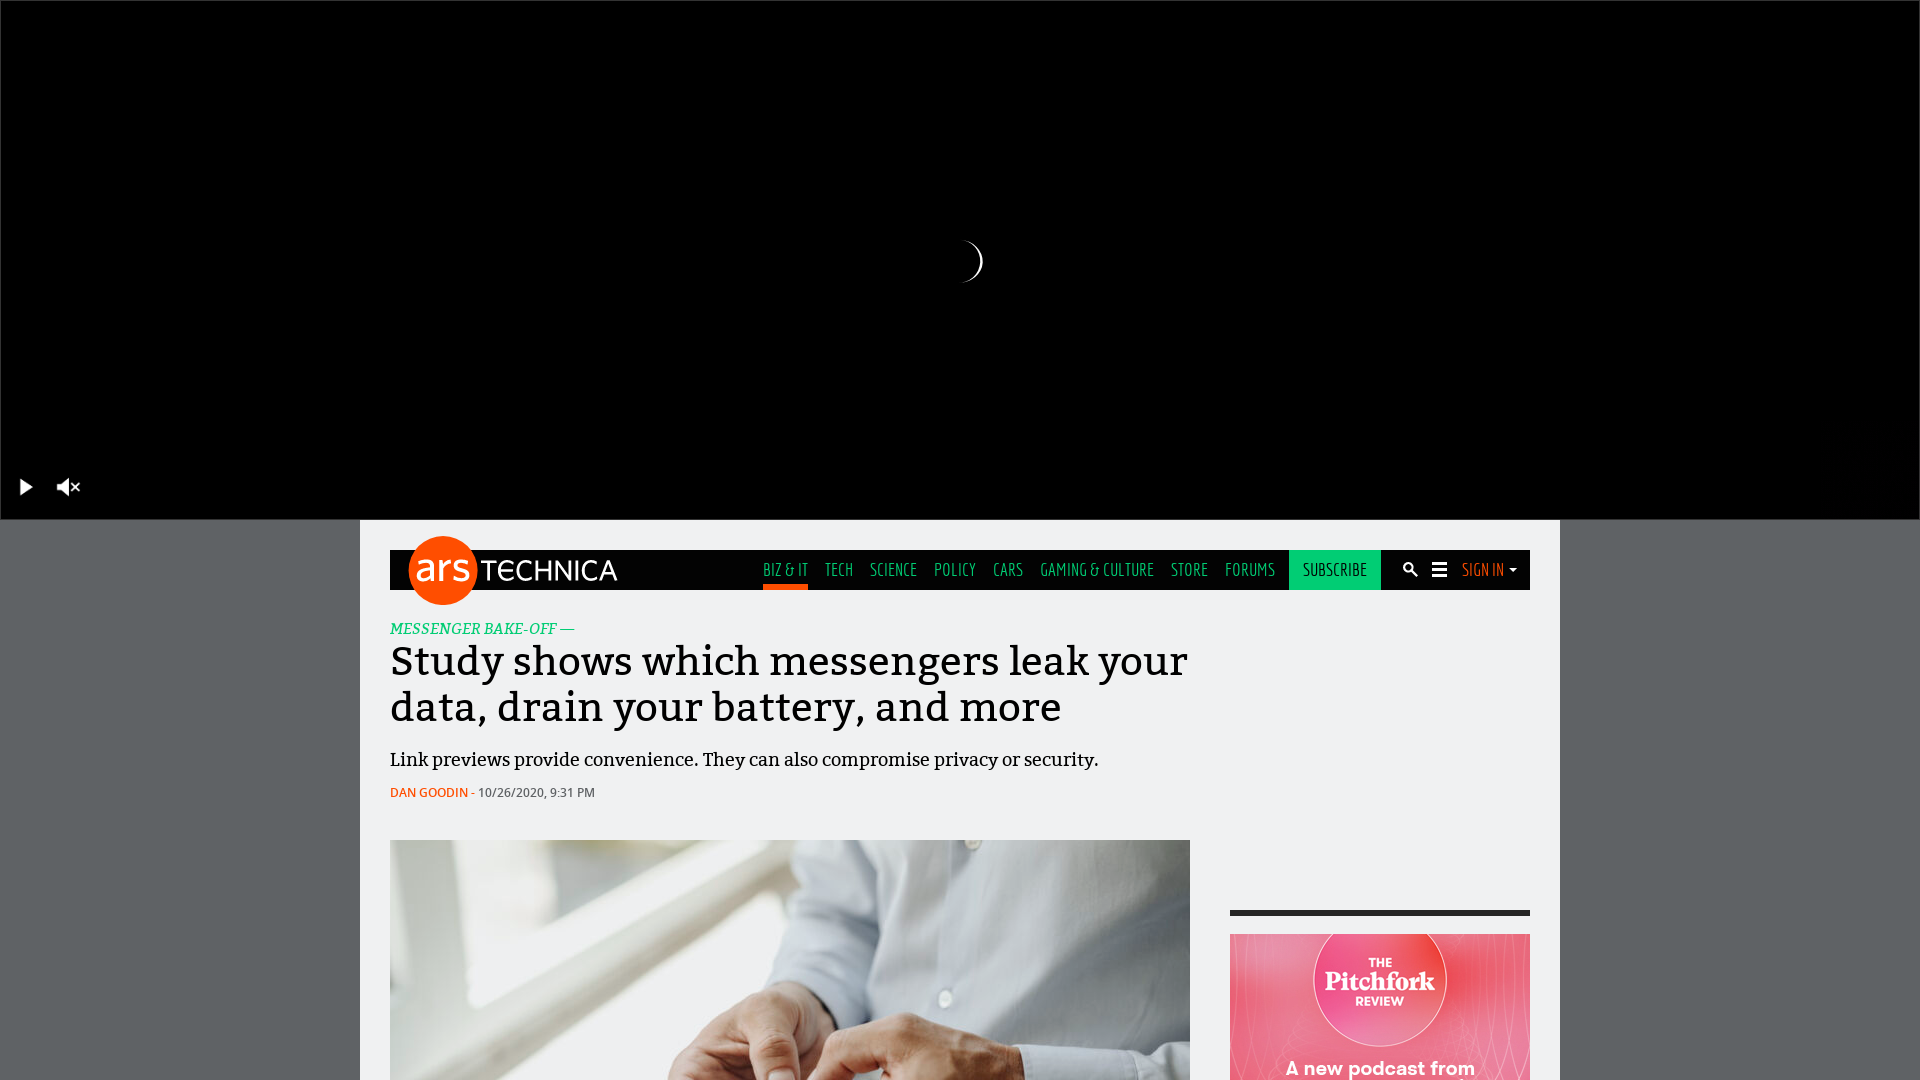 ars TECHNICA
BIZ & IT TECH SCIENCE POLICY CARS GAMING & CULTURE STORE FORUMS SUBSCRIBE SIGN IN
MESSENGER BAKE-OFF —
Study shows which messengers leak your
data, drain your battery, and more
Link previews provide convenience. They can also compromise privacy or security.
DAN GOODIN - 10/26/2020, 9:31 PM
THE
Pitchfork
REVIEW
A new podcast from